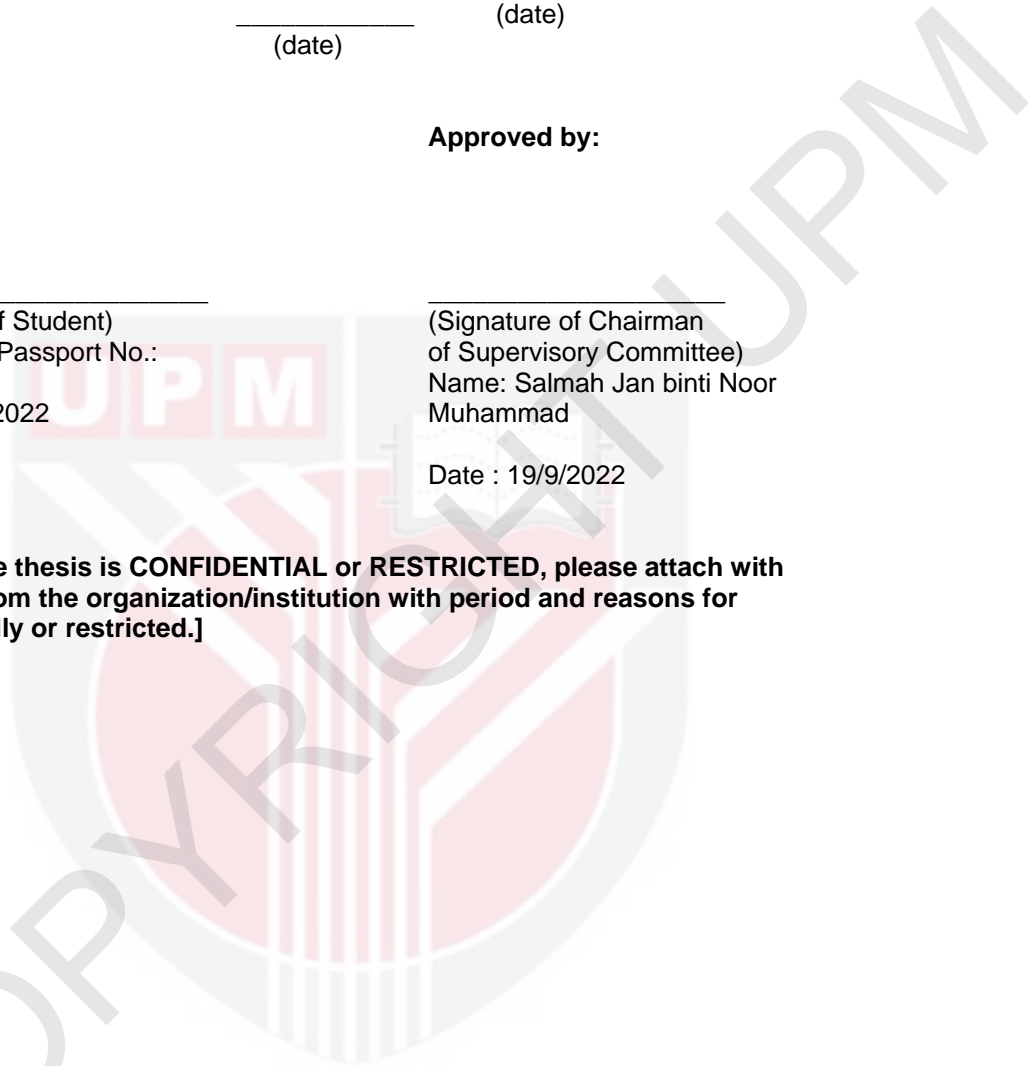 ____________ (date)
(date)
Approved by:
(Signature of Chairman
f Student)
of Supervisory Committee)
Passport No.:
Name: Salmah Jan binti Noor
Muhammad
2022
Date : 19/9/2022
e thesis is CONFIDENTIAL or RESTRICTED, please attach with
om the organization/institution with period and reasons for
lly or restricted.]
UPM
COPYRIGHT UPM